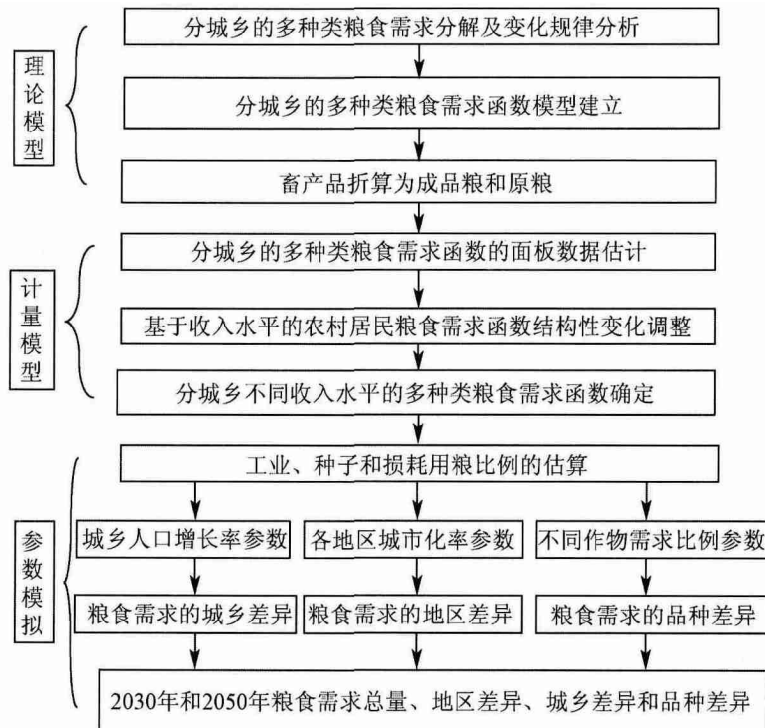 理论模型
分城乡的多种类粮食需求分解及变化规律分析
分城乡的多种类粮食需求函数模型建立
畜产品折算为成品粮和原粮
计量模型
分城乡的多种类粮食需求函数的面板数据估计
基于收入水平的农村居民粮食需求函数结构性变化调整
分城乡不同收入水平的多种类粮食需求函数确定
参数模拟
工业、种子和损耗用粮比例的估算
城乡人口增长率参数
各地区城市化率参数
不同作物需求比例参数
粮食需求的城乡差异
粮食需求的地区差异
粮食需求的品种差异
2030年和2050年粮食需求总量、地区差异、城乡差异和品种差异